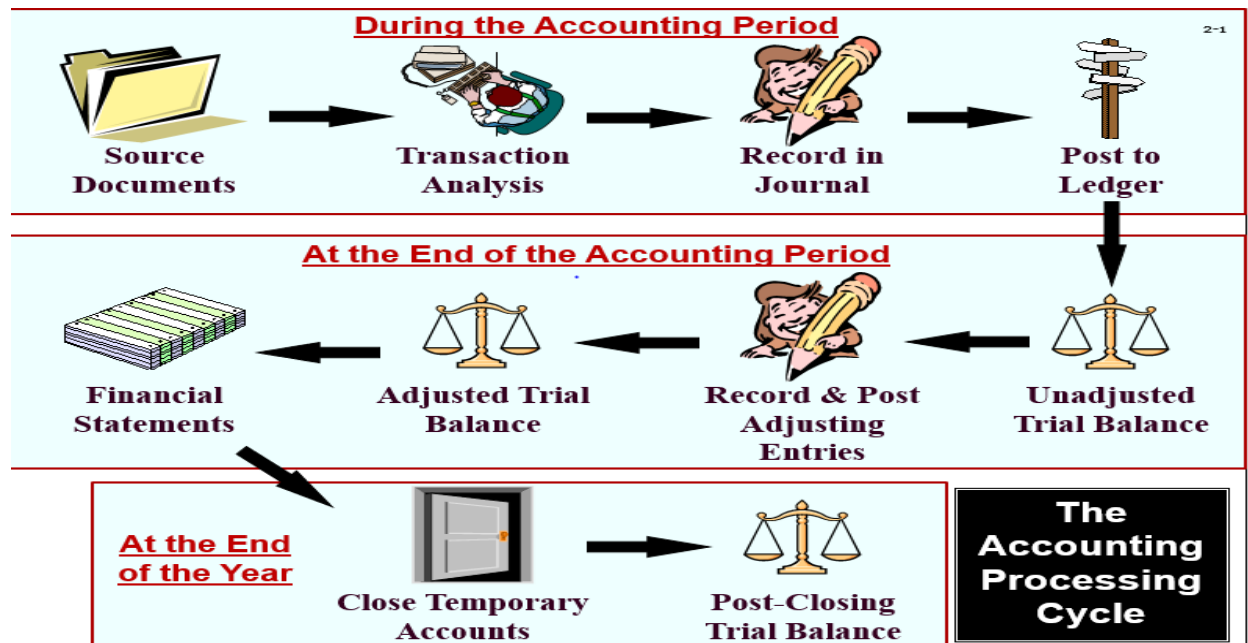 During the Accounting Period
2-1
Source
Documents
Transaction
Analysis
Record in
Journal
Post to
Ledger
At the End of the Accounting Period
Financial
Statements
Adjusted Trial
Balance
Record & Post
Adjusting
Entries
Unadjusted
Trial Balance
At the End
of the Year
Close Temporary
Accounts
Post-Closing
Trial Balance
The
Accounting
Processing
Cycle